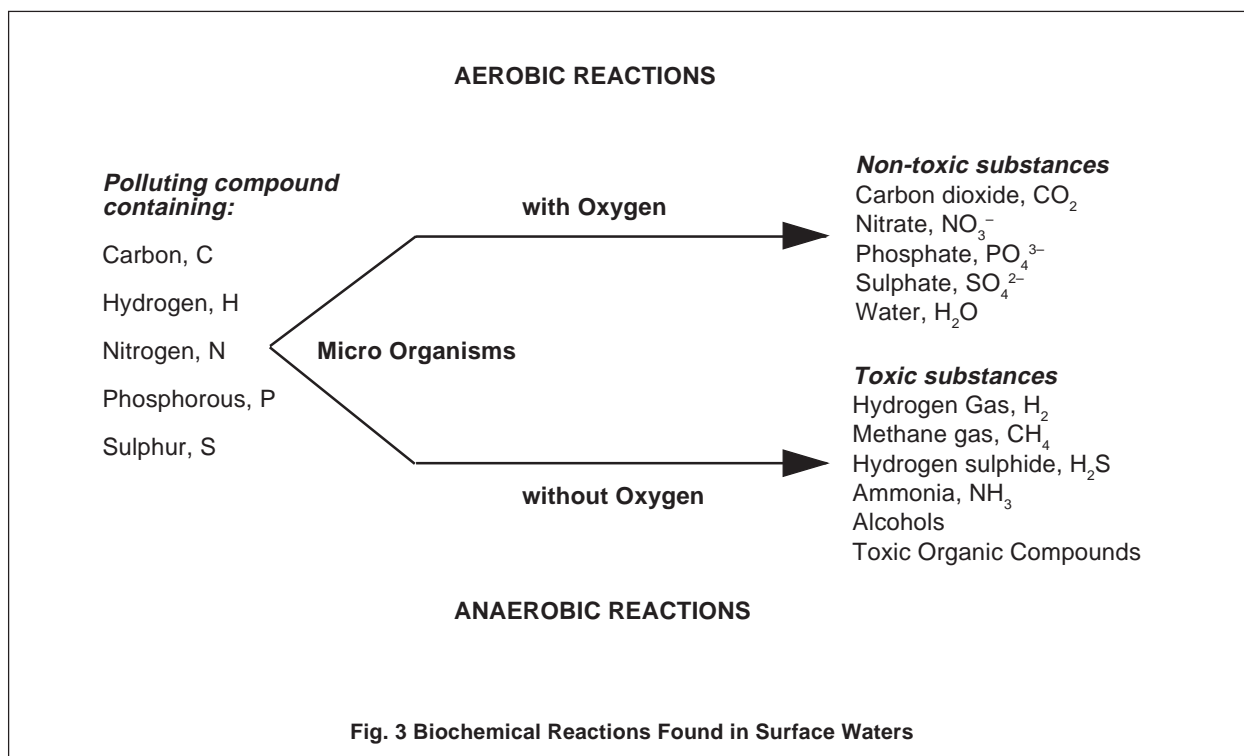 AEROBIC REACTIONS
Polluting compound
containing:
Carbon, C
Hydrogen, H
Nitrogen, N
Phosphorous, P
Sulphur, S
with Oxygen
Micro Organisms
without Oxygen
Non-toxic substances
Carbon dioxide, CO₂
Nitrate, NO₃⁻
Phosphate, PO₄³⁻
Sulphate, SO₄²⁻
Water, H₂O
Toxic substances
Hydrogen Gas, H₂
Methane gas, CH₄
Hydrogen sulphide, H₂S
Ammonia, NH₃
Alcohols
Toxic Organic Compounds
ANAEROBIC REACTIONS
Fig. 3 Biochemical Reactions Found in Surface Waters